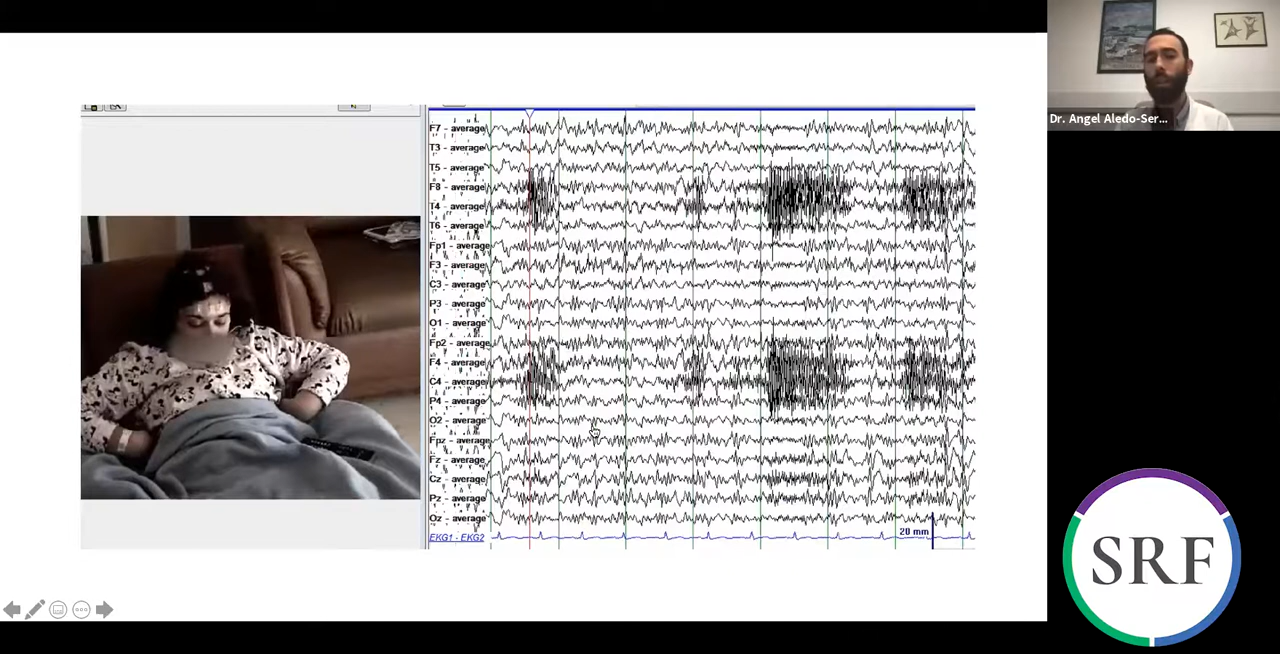 Dr. Angel Aledo-Ser...
F7 - average
T3 - average
T5 - average
F8 - average
T4 - average
T6 - average
Fp1 - average
F3 - average
C3 - average
P3 - average
O1 - average
Fp2 - average
F4 - average
C4 - average
P4 - average
O2 - average
Fpz - average
Fz - average
Cz - average
Pz - average
Oz - average
EKG1 - EKG2
20 mm
SRF